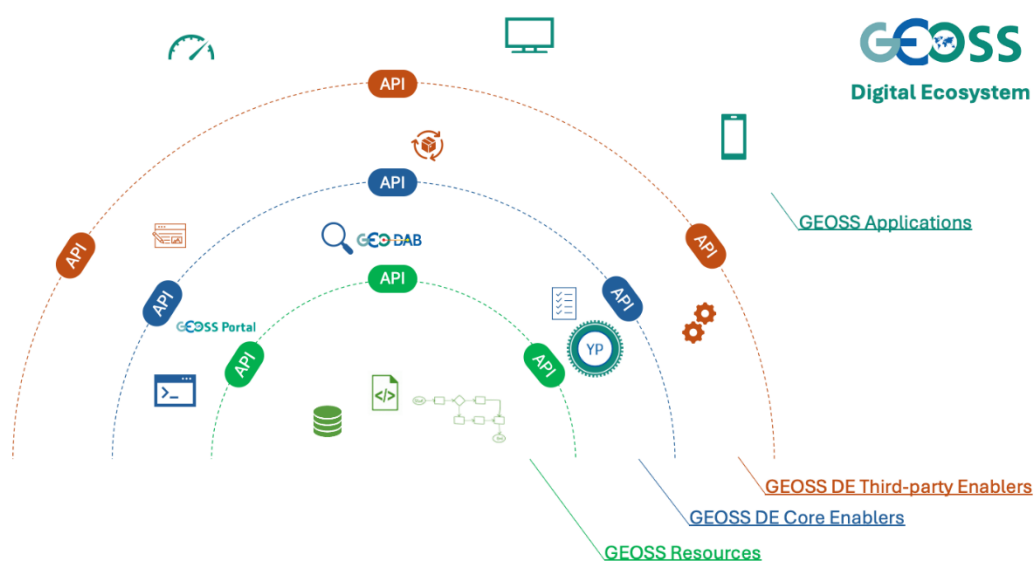 GEOSS
Digital Ecosystem
API
API
GEO DAB
API
API
API
API
API
GEOSS Portal
API
API
YP
>_
</>
GEOSS Applications
GEOSS DE Third-party Enablers
GEOSS DE Core Enablers
GEOSS Resources